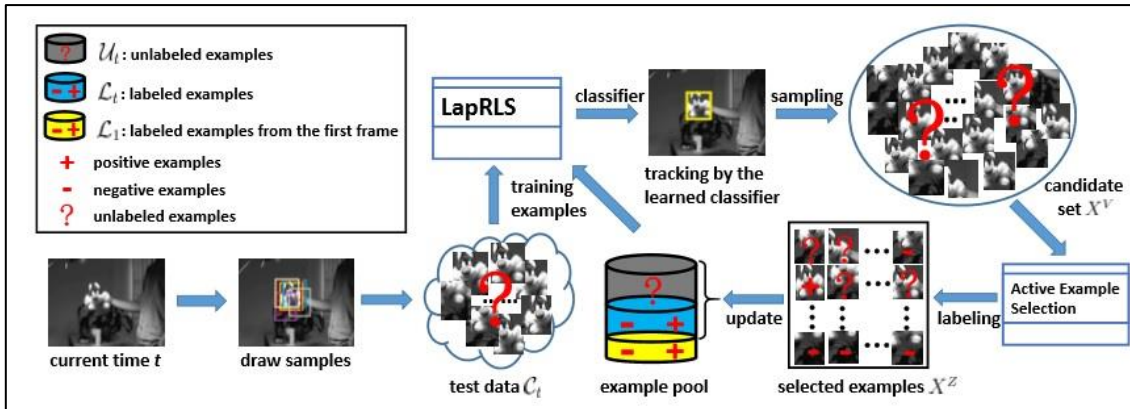 ? 𝒰ₜ: unlabeled examples
- + ℒₜ: labeled examples
- + ℒ₁: labeled examples from the first frame
+ positive examples
- negative examples
? unlabeled examples
LapRLS
classifier
sampling
tracking by the
learned classifier
training
examples
candidate
set Xⱽ
current time t
draw samples
test data 𝒞ₜ
example pool
update
selected examples Xᶻ
labeling
Active Example
Selection